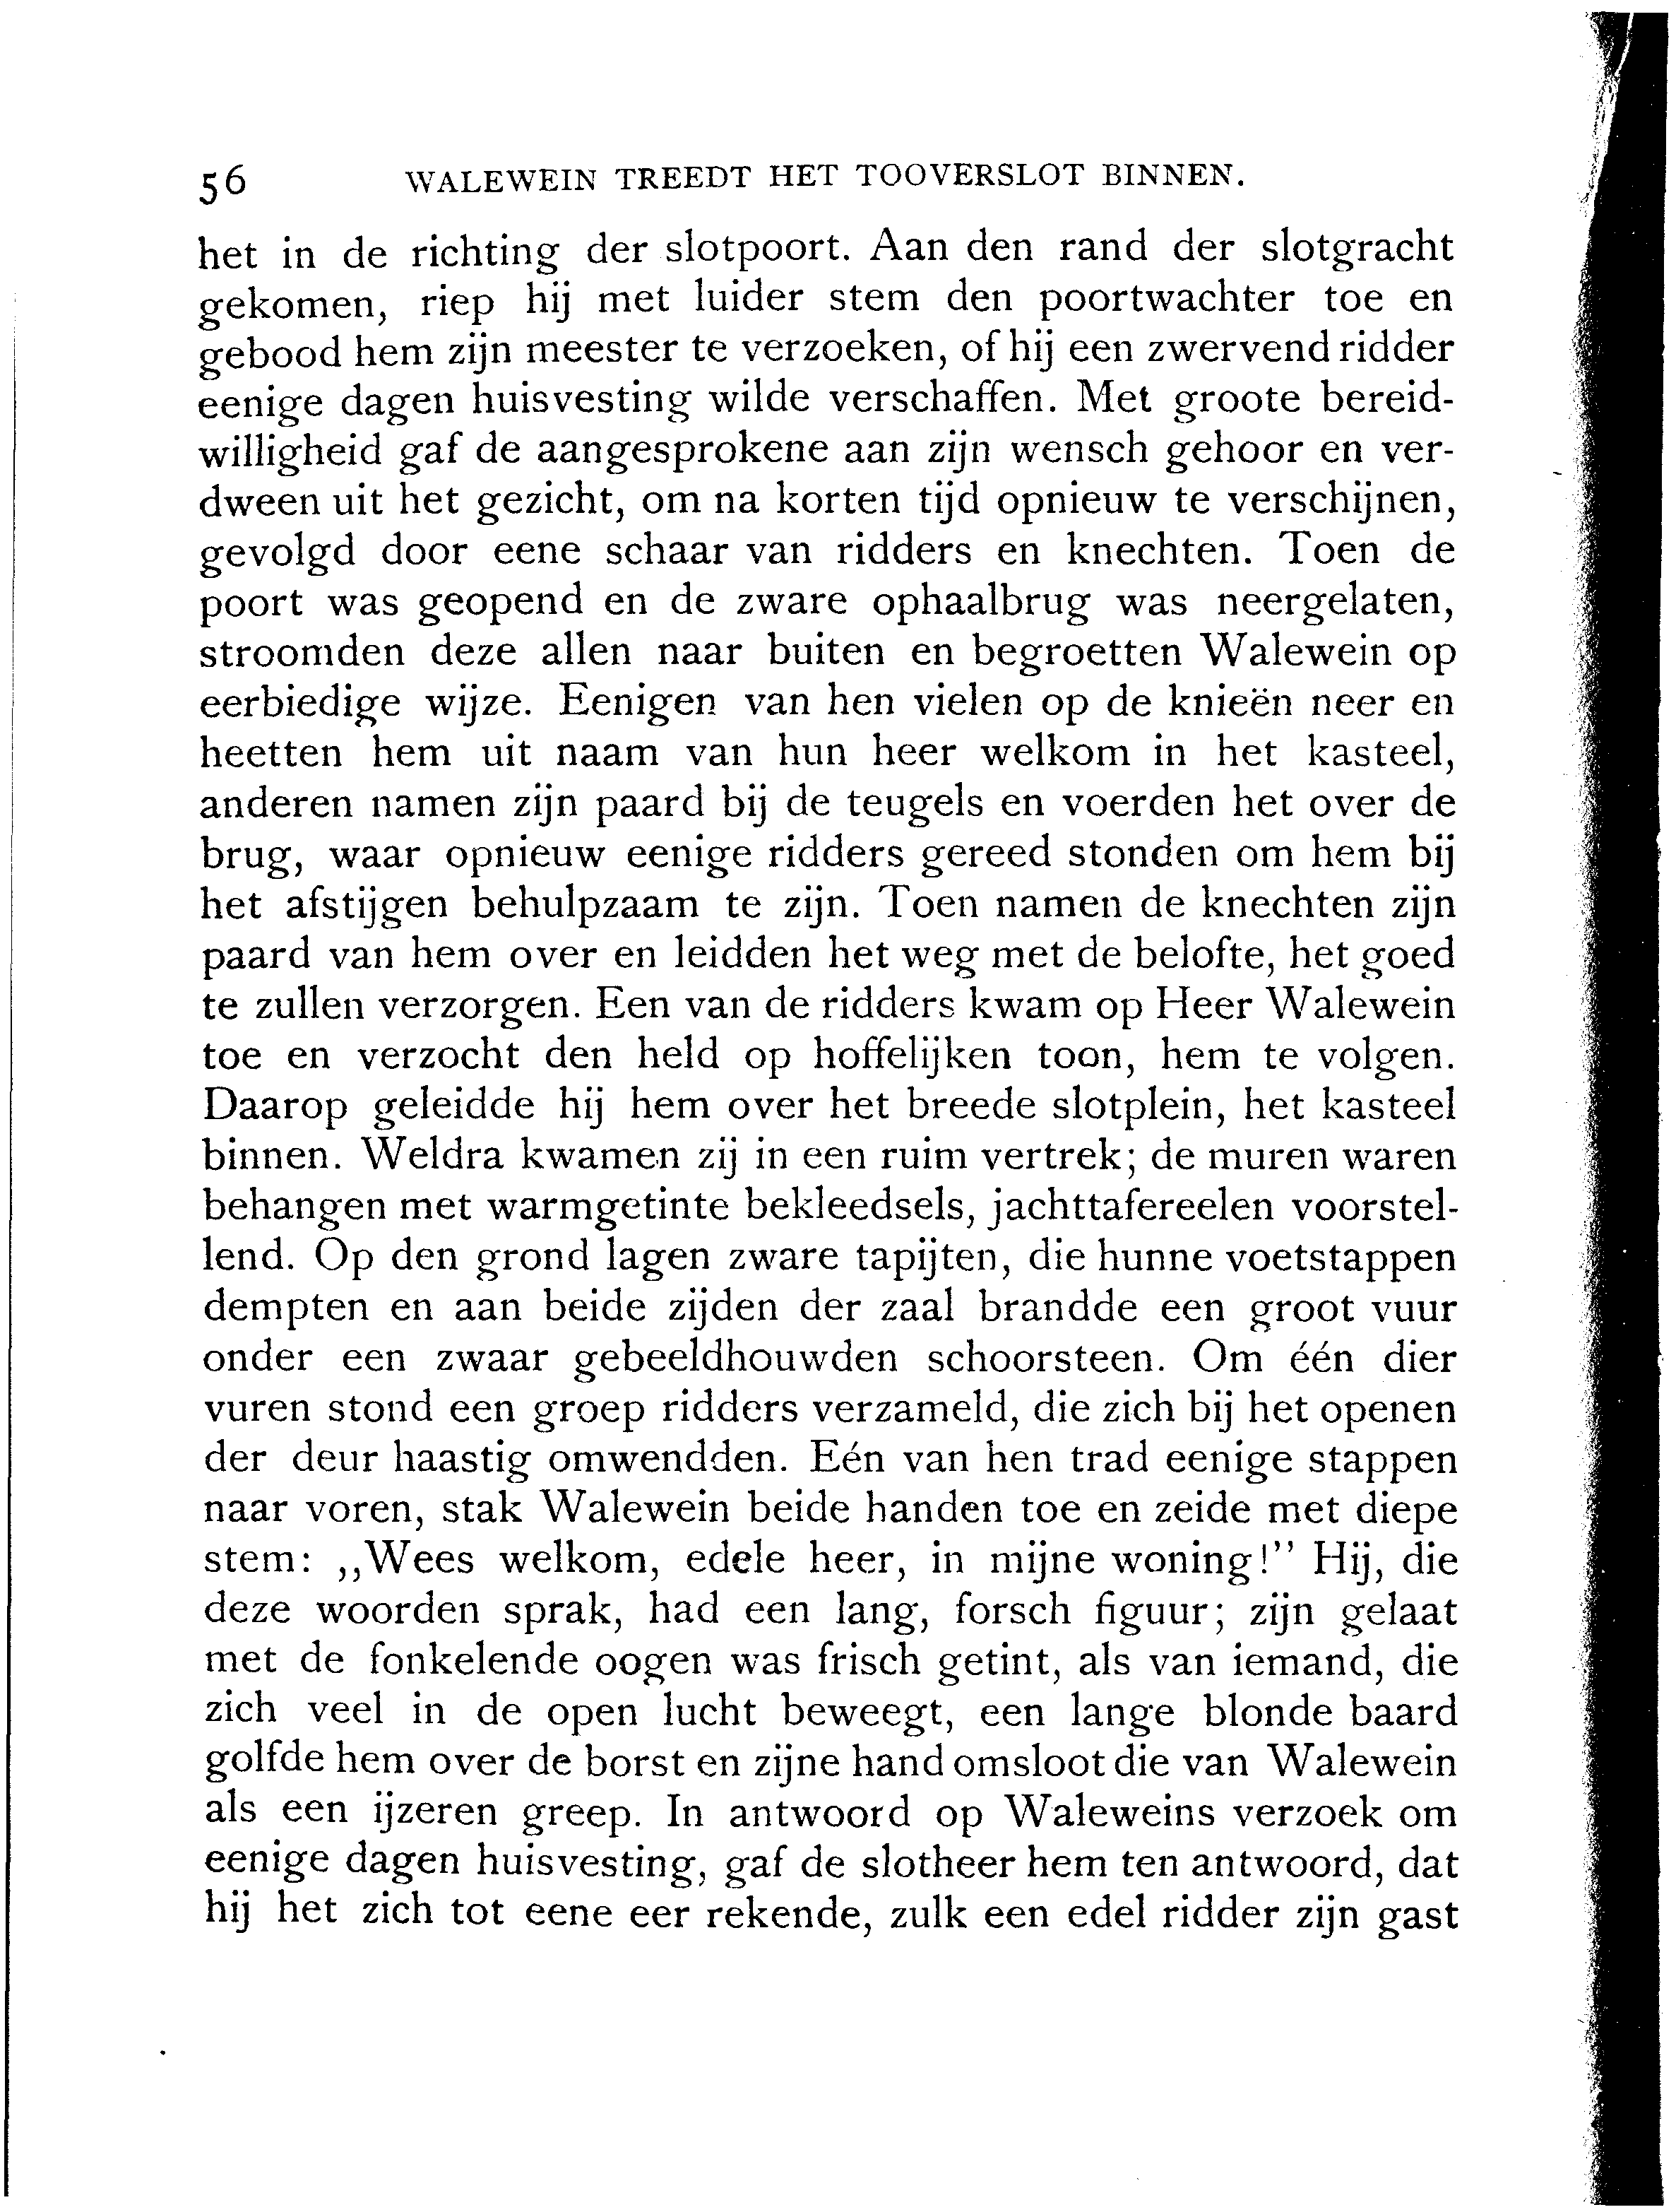 56 WALEWEIN TREEDT HET TOOVERSLOT BINNEN.
het in de richting der slotpoort. Aan den rand der slotgracht
gekomen, riep hij met luider stem den poortwachter toe en
gebood hem zijn meester te verzoeken, of hij een zwervend ridder
eenige dagen huisvesting wilde verschaffen. Met groote bereid-
willigheid gaf de aangesprokene aan zijn wensch gehoor en ver-
dween uit het gezicht, om na korten tijd opnieuw te verschijnen,
gevolgd door eene schaar van ridders en knechten. Toen de
poort was geopend en de zware ophaalbrug was neergelaten,
stroomden deze allen naar buiten en begroetten Walewein op
eerbiedige wijze. Eenigen van hen vielen op de knieën neer en
heetten hem uit naam van hun heer welkom in het kasteel,
anderen namen zijn paard bij de teugels en voerden het over de
brug, waar opnieuw eenige ridders gereed stonden om hem bij
het afstijgen behulpzaam te zijn. Toen namen de knechten zijn
paard van hem over en leidden het weg met de belofte, het goed
te zullen verzorgen. Een van de ridders kwam op Heer Walewein
toe en verzocht den held op hoffelijken toon, hem te volgen.
Daarop geleidde hij hem over het breede slotplein, het kasteel
binnen. Weldra kwamen zij in een ruim vertrek; de muren waren
behangen met warmgetinte bekleedsels, jachttafereelen voorstel-
lend. Op den grond lagen zware tapijten, die hunne voetstappen
dempten en aan beide zijden der zaal brandde een groot vuur
onder een zwaar gebeeldhouwden schoorsteen. Om één dier
vuren stond een groep ridders verzameld, die zich bij het openen
der deur haastig omwendden. Eén van hen trad eenige stappen
naar voren, stak Walewein beide handen toe en zeide met diepe
stem: ,,Wees welkom, edele heer, in mijne woning!” Hij, die
deze woorden sprak, had een lang, forsch figuur; zijn gelaat
met de fonkelende oogen was frisch getint, als van iemand, die
zich veel in de open lucht beweegt, een lange blonde baard
golfde hem over de borst en zijne hand omsloot die van Walewein
als een ijzeren greep. In antwoord op Waleweins verzoek om
eenige dagen huisvesting, gaf de slotheer hem ten antwoord, dat
hij het zich tot eene eer rekende, zulk een edel ridder zijn gast